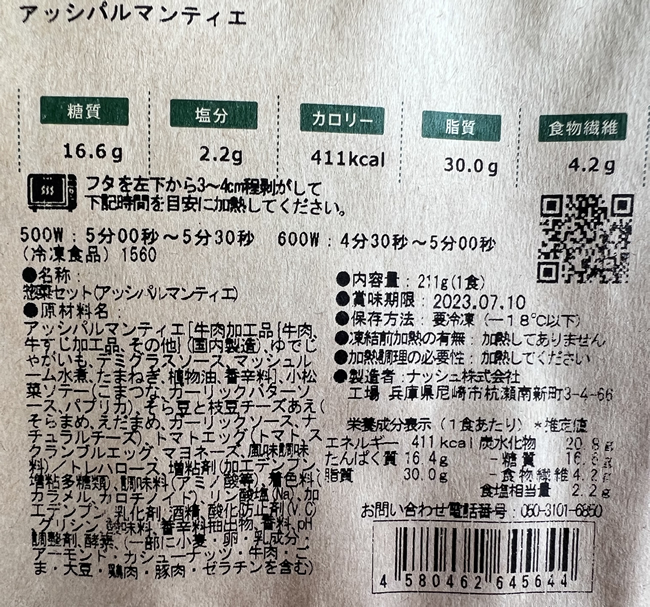 アッシパルマンティエ
糖質 塩分 カロリー 脂質 食物繊維
16.6g 2.2g 411kcal 30.0g 4.2g
フタを左下から3～4cm程剥がして
下記時間を目安に加熱してください。
500W：5分00秒～5分30秒 600W：4分30秒～5分00秒
(冷凍食品) 1560
●名称：
惣菜セット(アッシパルマンティエ)
●原材料名：
アッシパルマンティエ[牛肉加工品{牛肉、
牛すじ加工品、その他}(国内製造)、ゆでじ
ゃがいも、デミグラスソース、マッシュル
ーム水煮、たまねぎ、植物油、香辛料]、小松
菜ソテー(こまつな、ガーリックバターソ
ース、パプリカ)、そら豆と枝豆チーズあえ(
そらまめ、えだまめ、ガーリックソース、ナ
チュラルチーズ)、トマトエッグ(トマト、ス
クランブルエッグ、マヨネーズ、風味調味
料)／トレハロース、増粘剤(加工デンプン、
増粘多糖類)、調味料(アミノ酸等)、着色料(
カラメル、カロチノイド)、リン酸塩(Na)、加
工デンプン、乳化剤、酒精、酸化防止剤(V.C)
、グリシン、酸味料、香辛料抽出物、香料、pH
調整剤、酵素、(一部に小麦・卵・乳成分・
アーモンド・カシューナッツ・牛肉・ご
ま・大豆・鶏肉・豚肉・ゼラチンを含む)
●内容量：211g(1食)
●賞味期限：2023.07.10
●保存方法：要冷凍(－18℃以下)
●凍結前加熱の有無：加熱してありません
●加熱調理の必要性：加熱してください
●製造者：ナッシュ株式会社
工場 兵庫県尼崎市杭瀬南新町3-4-66
栄養成分表示(1食あたり) *推定値
エネルギー 411kcal 炭水化物 20.8g
たんぱく質 16.4g －糖質 16.6g
脂質 30.0g －食物繊維 4.2g
食塩相当量 2.2g
お問い合わせ電話番号：050-3101-6850
4 580462 645644